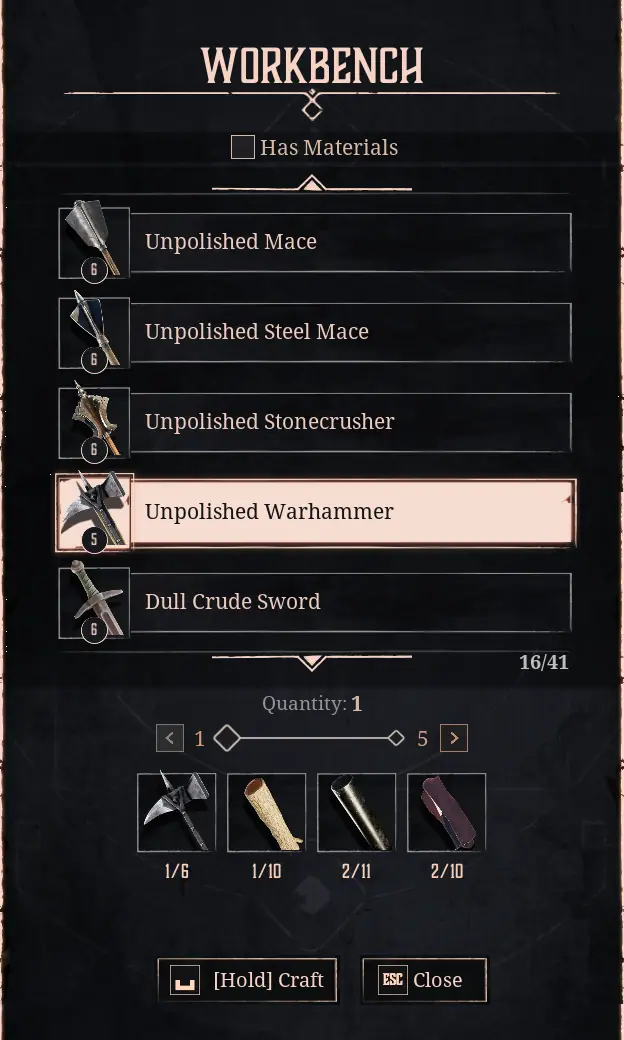 WORKBENCH
Has Materials
Unpolished Mace
6
Unpolished Steel Mace
6
Unpolished Stonecrusher
6
Unpolished Warhammer
5
Dull Crude Sword
6
16/41
Quantity: 1
< 1 5 >
1/6 1/10 2/11 2/10
[Hold] Craft ESC Close